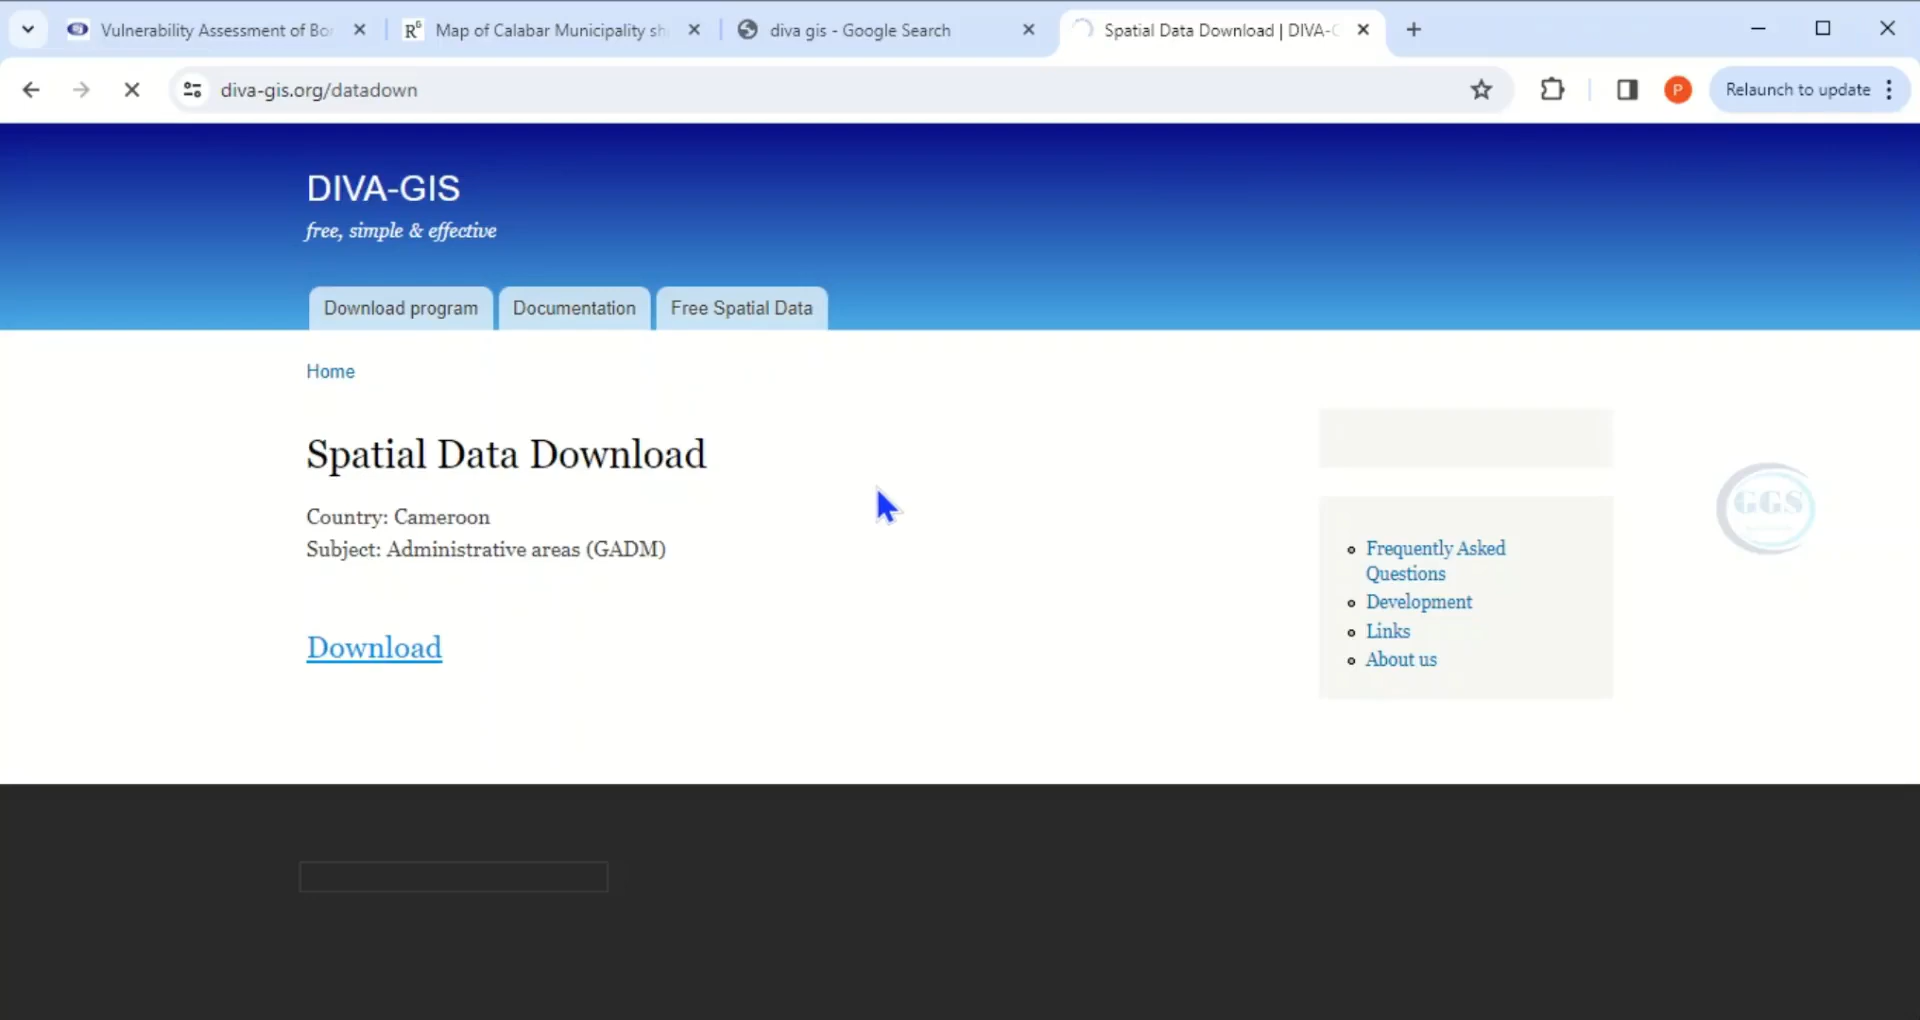 Vulnerability Assessment of Bor
Map of Calabar Municipality sh
diva gis - Google Search
Spatial Data Download | DIVA-G
diva-gis.org/datadown
P
Relaunch to update
DIVA-GIS
free, simple & effective
Download program
Documentation
Free Spatial Data
Home
Spatial Data Download
Country: Cameroon
Subject: Administrative areas (GADM)
Download
Frequently Asked
Questions
Development
Links
About us
GGS